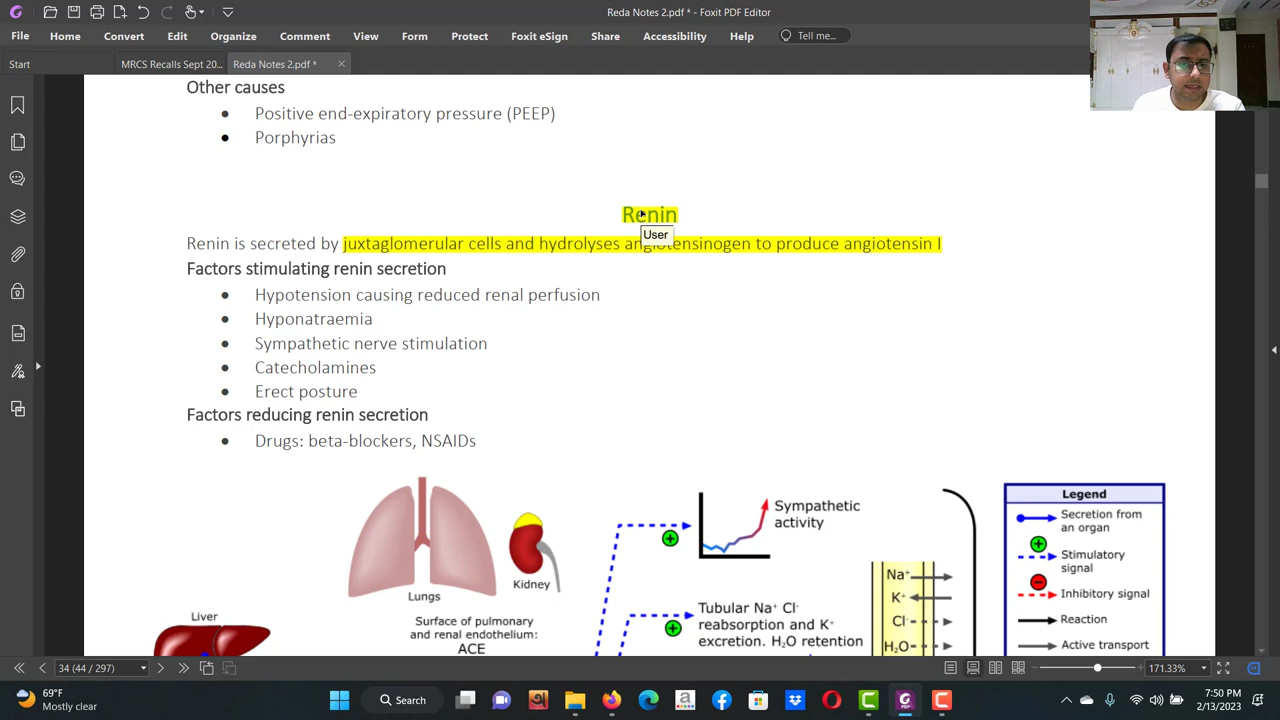 Reda Notes 2.pdf * - Foxit PDF Editor
File Home Convert Edit Organize Comment View Form Protect Foxit eSign Share Accessibility Help Tell me...
Start MRCS Recalls Sept 20... Reda Notes 2.pdf *
Other causes
● Positive end-expiratory pressure (PEEP)
● Porphyrias
Renin
User
Renin is secreted by juxtaglomerular cells and hydrolyses angiotensinogen to produce angiotensin I
Factors stimulating renin secretion
● Hypotension causing reduced renal perfusion
● Hyponatraemia
● Sympathetic nerve stimulation
● Catecholamines
● Erect posture
Factors reducing renin secretion
● Drugs: beta-blockers, NSAIDs
Lungs
Kidney
Liver
Surface of pulmonary
and renal endothelium:
ACE
Sympathetic
activity
Tubular Na+ Cl-
reabsorption and K+
excretion. H2O retention
Na+
K+
Cl-
H2O
Legend
Secretion from
an organ
Stimulatory
signal
Inhibitory signal
Reaction
Active transport
34 (44 / 297)
171.33%
69°F
Mostly clear
Search
7:50 PM
2/13/2023